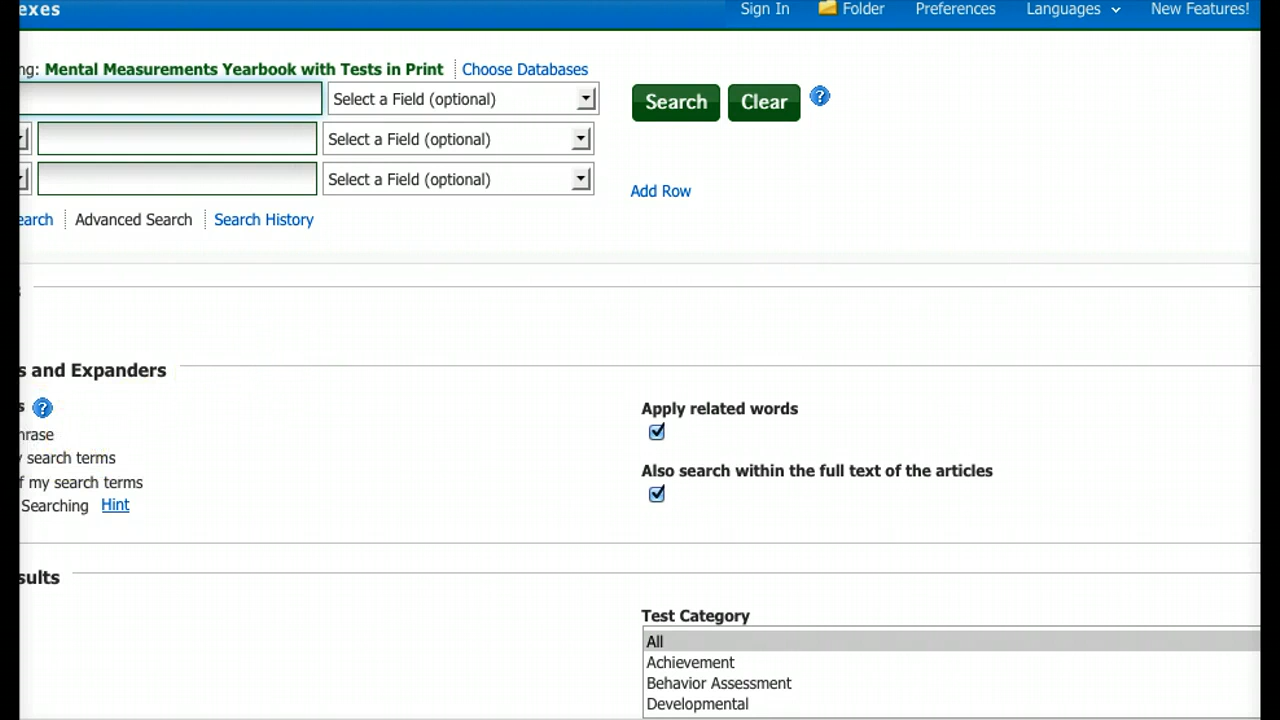 exes Sign In Folder Preferences Languages New Features!
ng: Mental Measurements Yearbook with Tests in Print Choose Databases
Select a Field (optional) Search Clear ?
Select a Field (optional)
Select a Field (optional) Add Row
earch Advanced Search Search History
s and Expanders
s ? Apply related words
hrase
y search terms
Also search within the full text of the articles
f my search terms
Searching Hint
sults
Test Category
All
Achievement
Behavior Assessment
Developmental